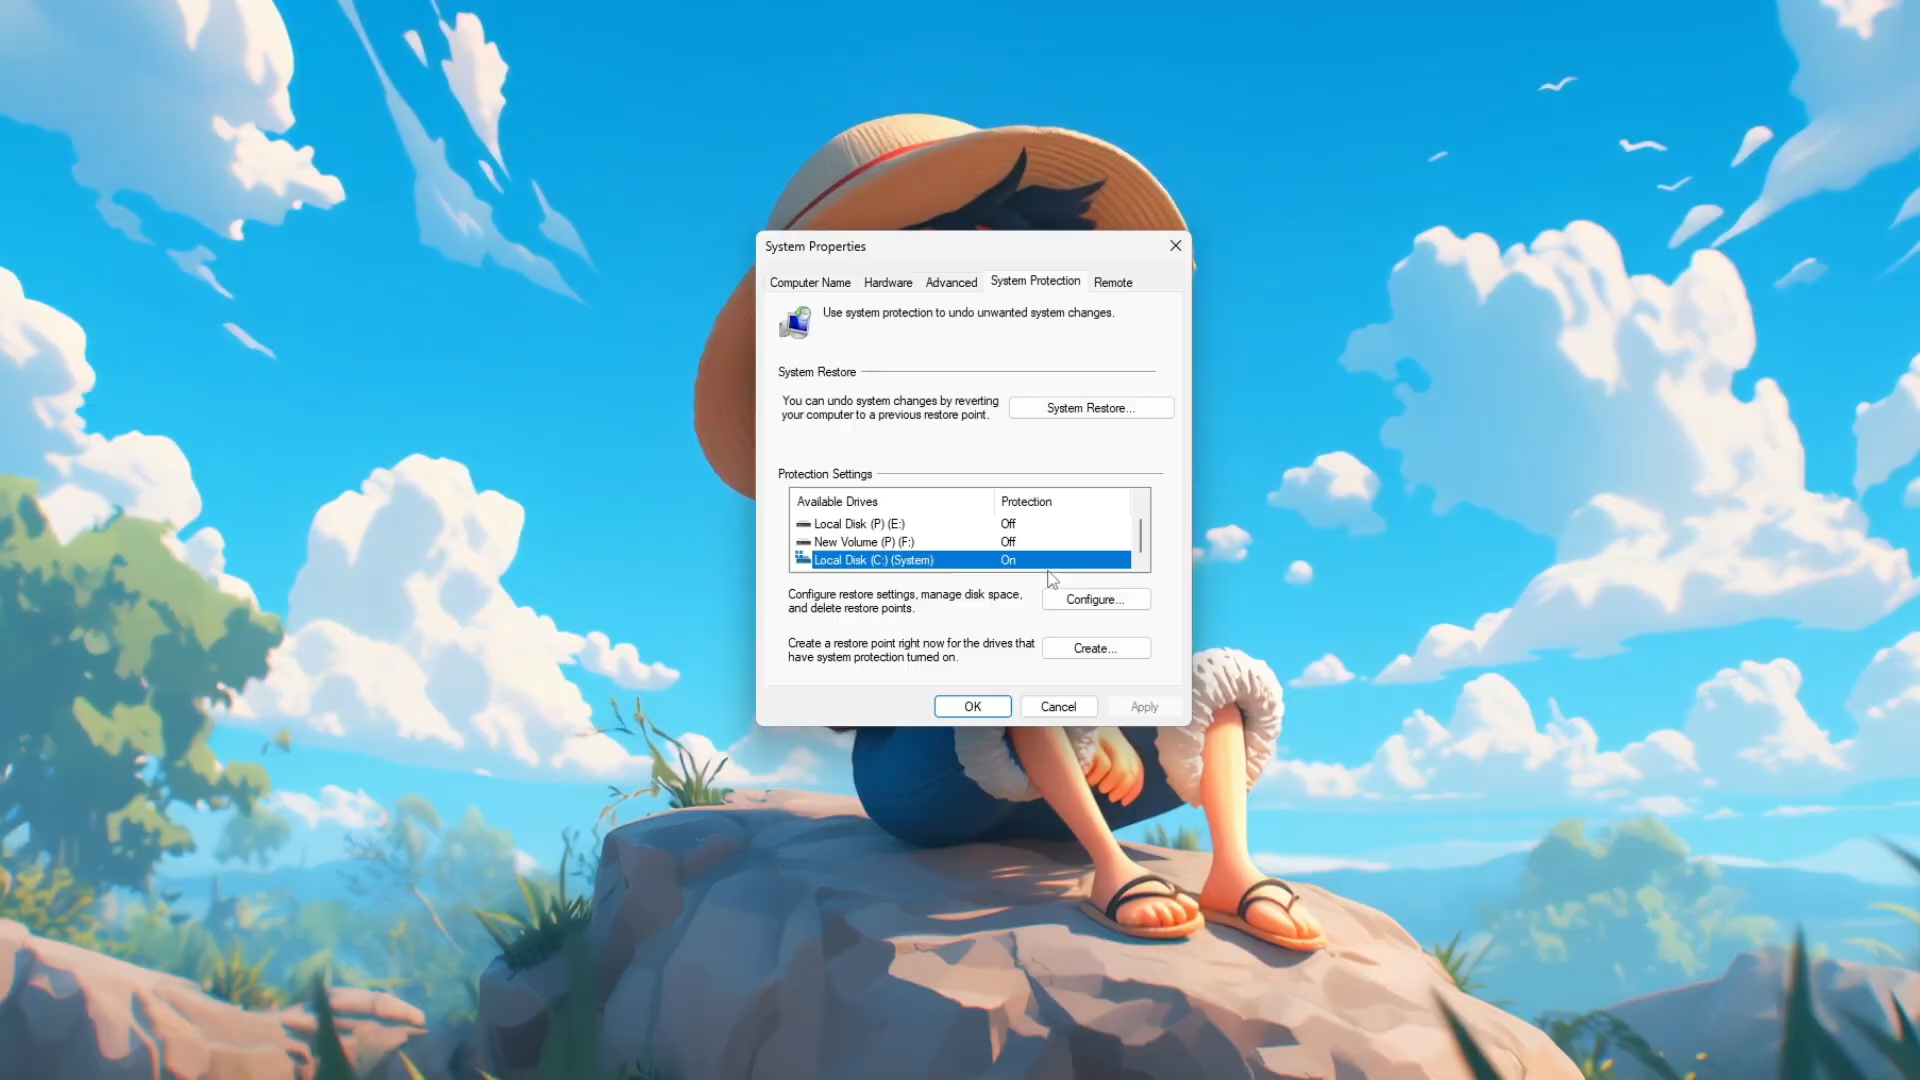 System Properties
Computer Name Hardware Advanced System Protection Remote
Use system protection to undo unwanted system changes.
System Restore
You can undo system changes by reverting
your computer to a previous restore point.
System Restore...
Protection Settings
Available Drives Protection
Local Disk (P) (E:) Off
New Volume (P) (F:) Off
Local Disk (C:) (System) On
Configure restore settings, manage disk space,
and delete restore points.
Configure...
Create a restore point right now for the drives that
have system protection turned on.
Create...
OK Cancel Apply